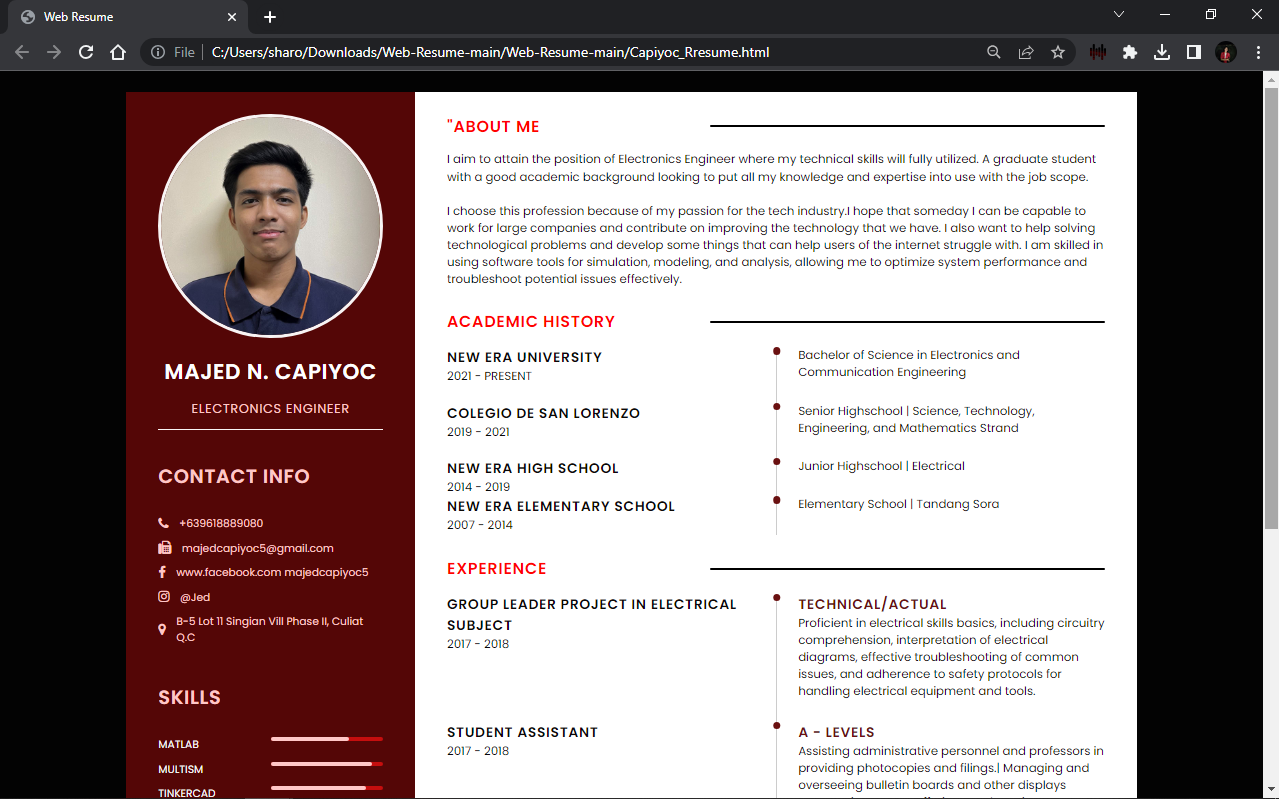 Web Resume
File
C:/Users/sharo/Downloads/Web-Resume-main/Web-Resume-main/Capiyoc_Rresume.html
MAJED N. CAPIYOC
ELECTRONICS ENGINEER
CONTACT INFO
+639618889080
majedcapiyoc5@gmail.com
www.facebook.com majedcapiyoc5
@Jed
B-5 Lot 11 Singian Vill Phase II, Culiat
Q.C
SKILLS
MATLAB
MULTISM
TINKERCAD
"ABOUT ME
I aim to attain the position of Electronics Engineer where my technical skills will fully utilized. A graduate student
with a good academic background looking to put all my knowledge and expertise into use with the job scope.
I choose this profession because of my passion for the tech industry.I hope that someday I can be capable to
work for large companies and contribute on improving the technology that we have. I also want to help solving
technological problems and develop some things that can help users of the internet struggle with. I am skilled in
using software tools for simulation, modeling, and analysis, allowing me to optimize system performance and
troubleshoot potential issues effectively.
ACADEMIC HISTORY
NEW ERA UNIVERSITY
2021 - PRESENT
Bachelor of Science in Electronics and
Communication Engineering
COLEGIO DE SAN LORENZO
2019 - 2021
Senior Highschool | Science, Technology,
Engineering, and Mathematics Strand
NEW ERA HIGH SCHOOL
2014 - 2019
Junior Highschool | Electrical
NEW ERA ELEMENTARY SCHOOL
2007 - 2014
Elementary School | Tandang Sora
EXPERIENCE
GROUP LEADER PROJECT IN ELECTRICAL
SUBJECT
2017 - 2018
TECHNICAL/ACTUAL
Proficient in electrical skills basics, including circuitry
comprehension, interpretation of electrical
diagrams, effective troubleshooting of common
issues, and adherence to safety protocols for
handling electrical equipment and tools.
STUDENT ASSISTANT
2017 - 2018
A - LEVELS
Assisting administrative personnel and professors in
providing photocopies and filings.| Managing and
overseeing bulletin boards and other displays